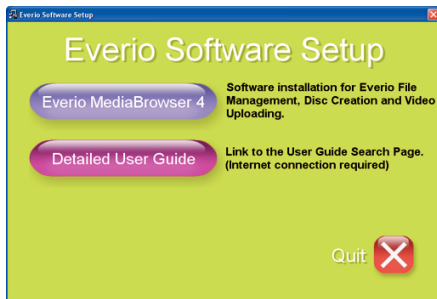 Everio Software Setup
Everio Software Setup
Everio MediaBrowser 4
Software installation for Everio File
Management, Disc Creation and Video
Uploading.
Detailed User Guide
Link to the User Guide Search Page.
(Internet connection required)
Quit